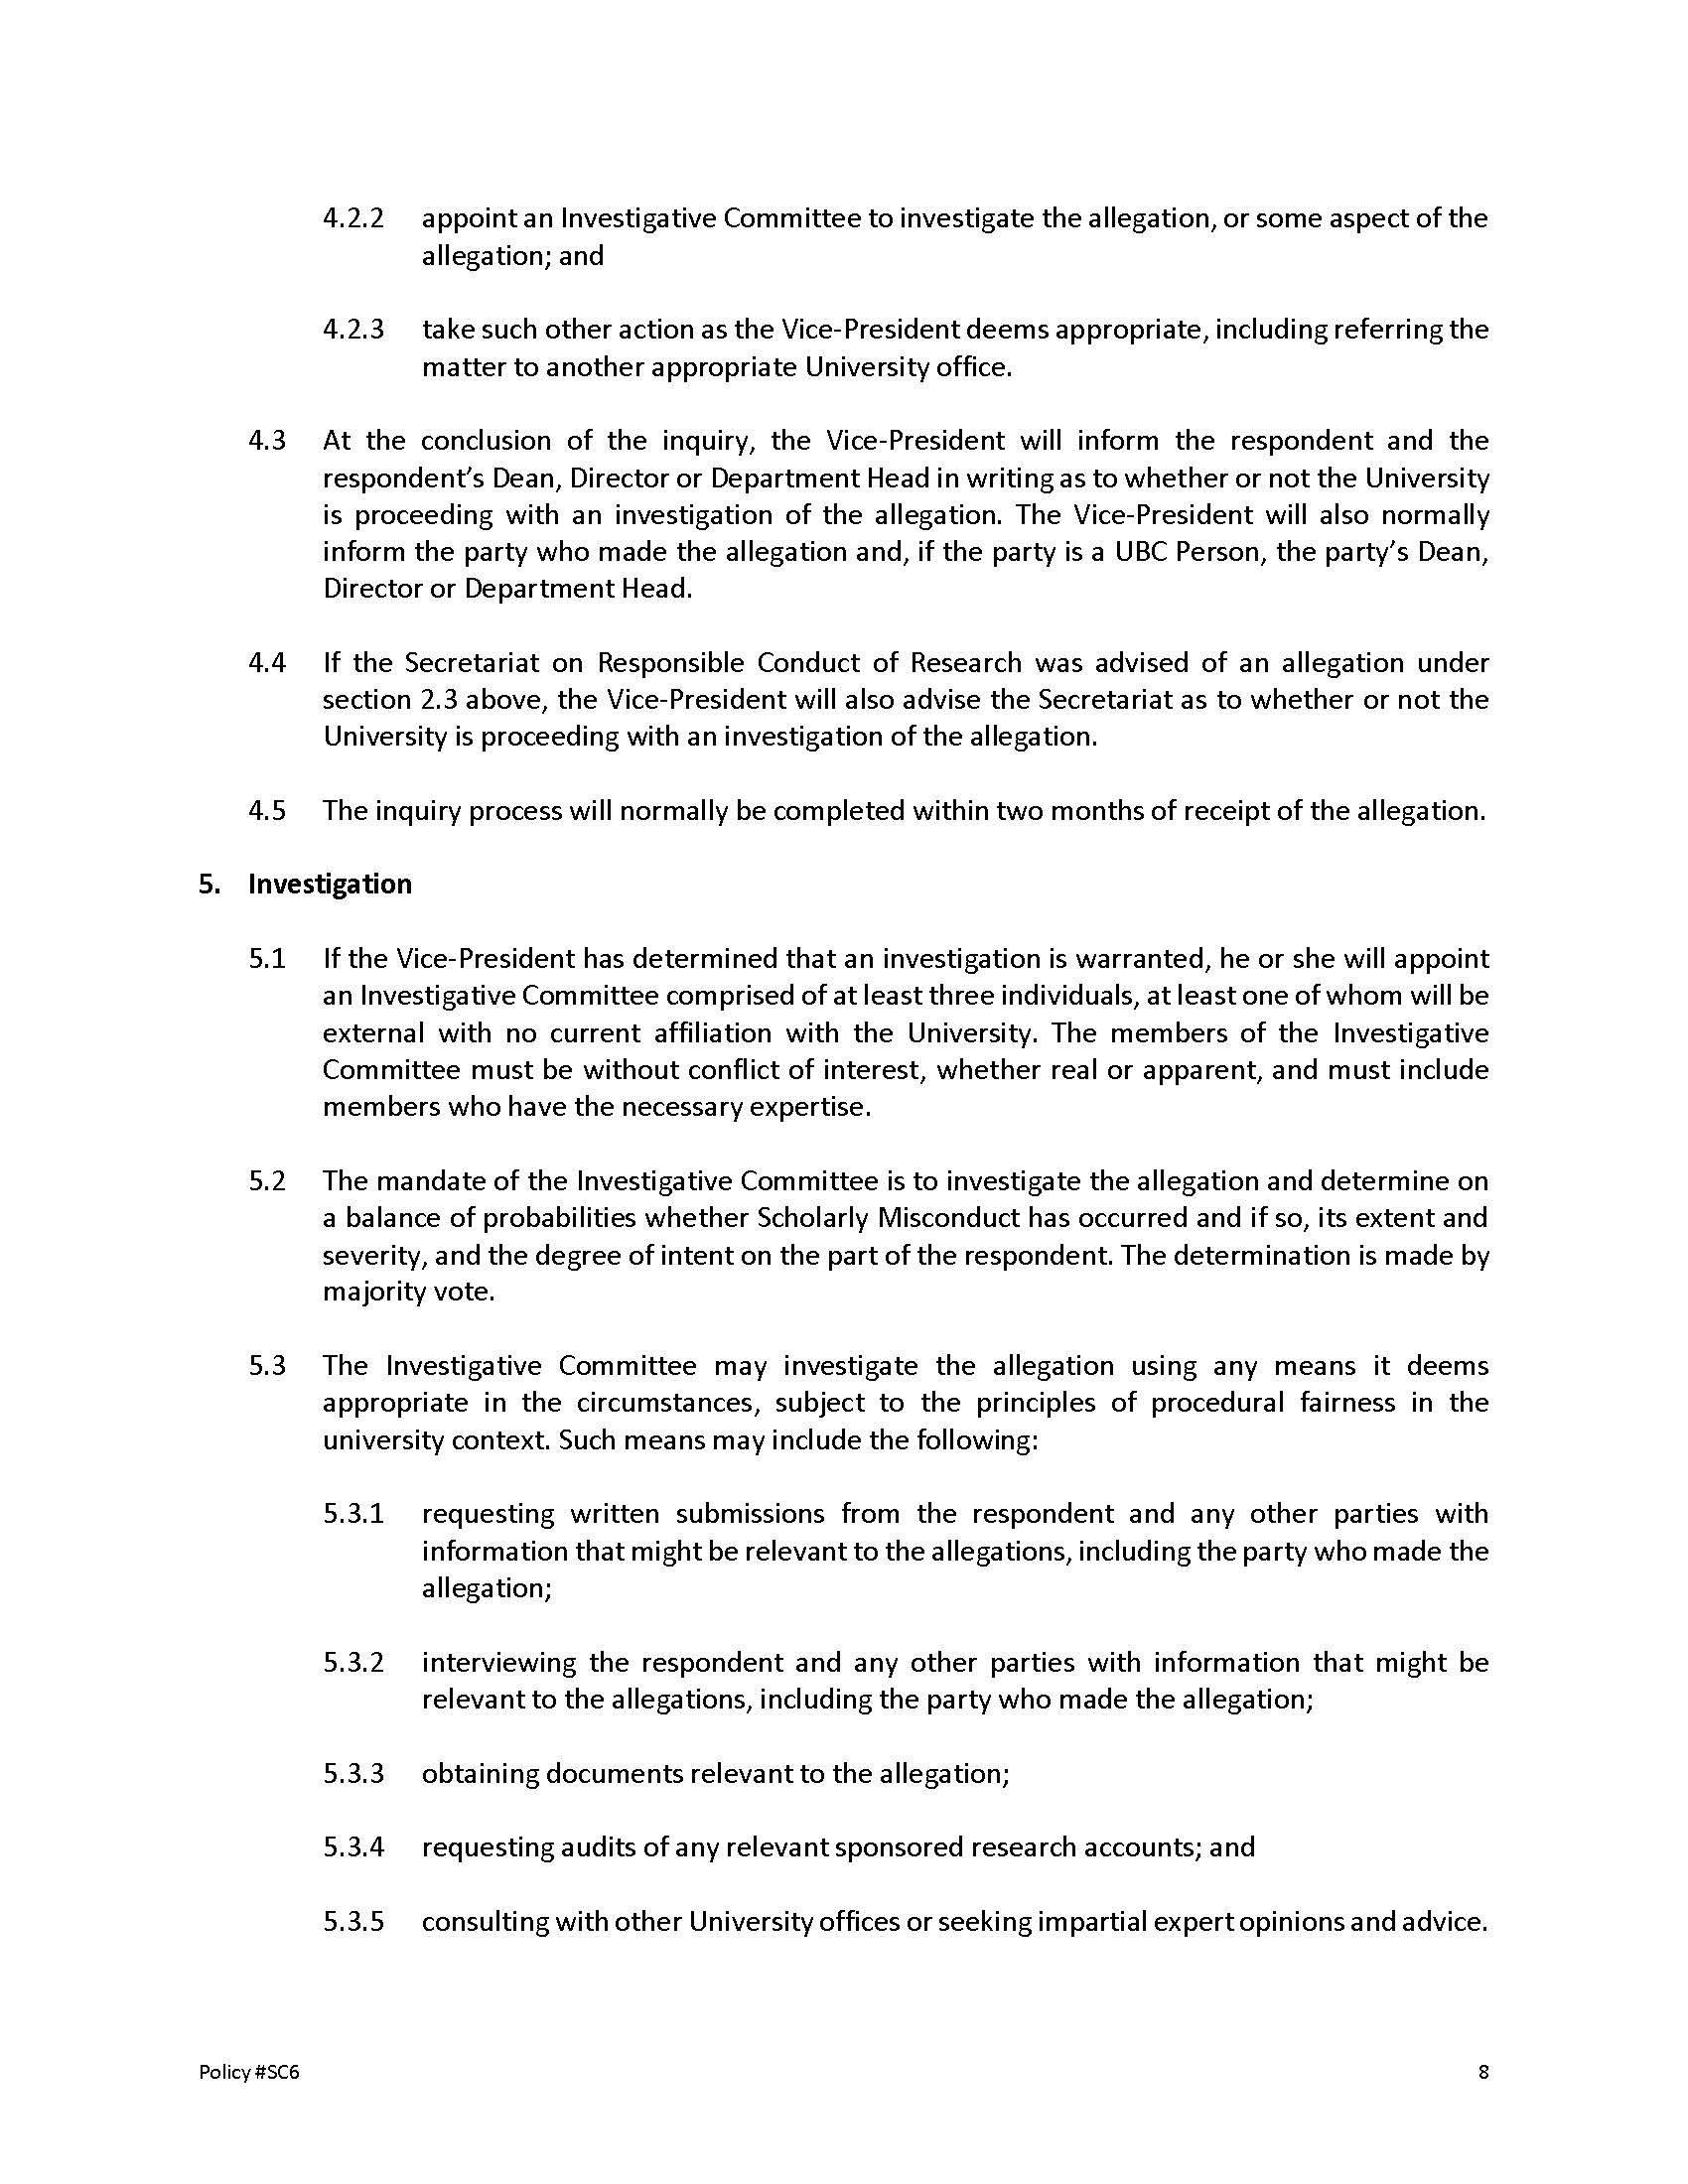 4.2.2 appoint an Investigative Committee to investigate the allegation, or some aspect of the
allegation; and
4.2.3 take such other action as the Vice-President deems appropriate, including referring the
matter to another appropriate University office.
4.3 At the conclusion of the inquiry, the Vice-President will inform the respondent and the
respondent’s Dean, Director or Department Head in writing as to whether or not the University
is proceeding with an investigation of the allegation. The Vice-President will also normally
inform the party who made the allegation and, if the party is a UBC Person, the party’s Dean,
Director or Department Head.
4.4 If the Secretariat on Responsible Conduct of Research was advised of an allegation under
section 2.3 above, the Vice-President will also advise the Secretariat as to whether or not the
University is proceeding with an investigation of the allegation.
4.5 The inquiry process will normally be completed within two months of receipt of the allegation.
5. Investigation
5.1 If the Vice-President has determined that an investigation is warranted, he or she will appoint
an Investigative Committee comprised of at least three individuals, at least one of whom will be
external with no current affiliation with the University. The members of the Investigative
Committee must be without conflict of interest, whether real or apparent, and must include
members who have the necessary expertise.
5.2 The mandate of the Investigative Committee is to investigate the allegation and determine on
a balance of probabilities whether Scholarly Misconduct has occurred and if so, its extent and
severity, and the degree of intent on the part of the respondent. The determination is made by
majority vote.
5.3 The Investigative Committee may investigate the allegation using any means it deems
appropriate in the circumstances, subject to the principles of procedural fairness in the
university context. Such means may include the following:
5.3.1 requesting written submissions from the respondent and any other parties with
information that might be relevant to the allegations, including the party who made the
allegation;
5.3.2 interviewing the respondent and any other parties with information that might be
relevant to the allegations, including the party who made the allegation;
5.3.3 obtaining documents relevant to the allegation;
5.3.4 requesting audits of any relevant sponsored research accounts; and
5.3.5 consulting with other University offices or seeking impartial expert opinions and advice.
Policy #SC6 8